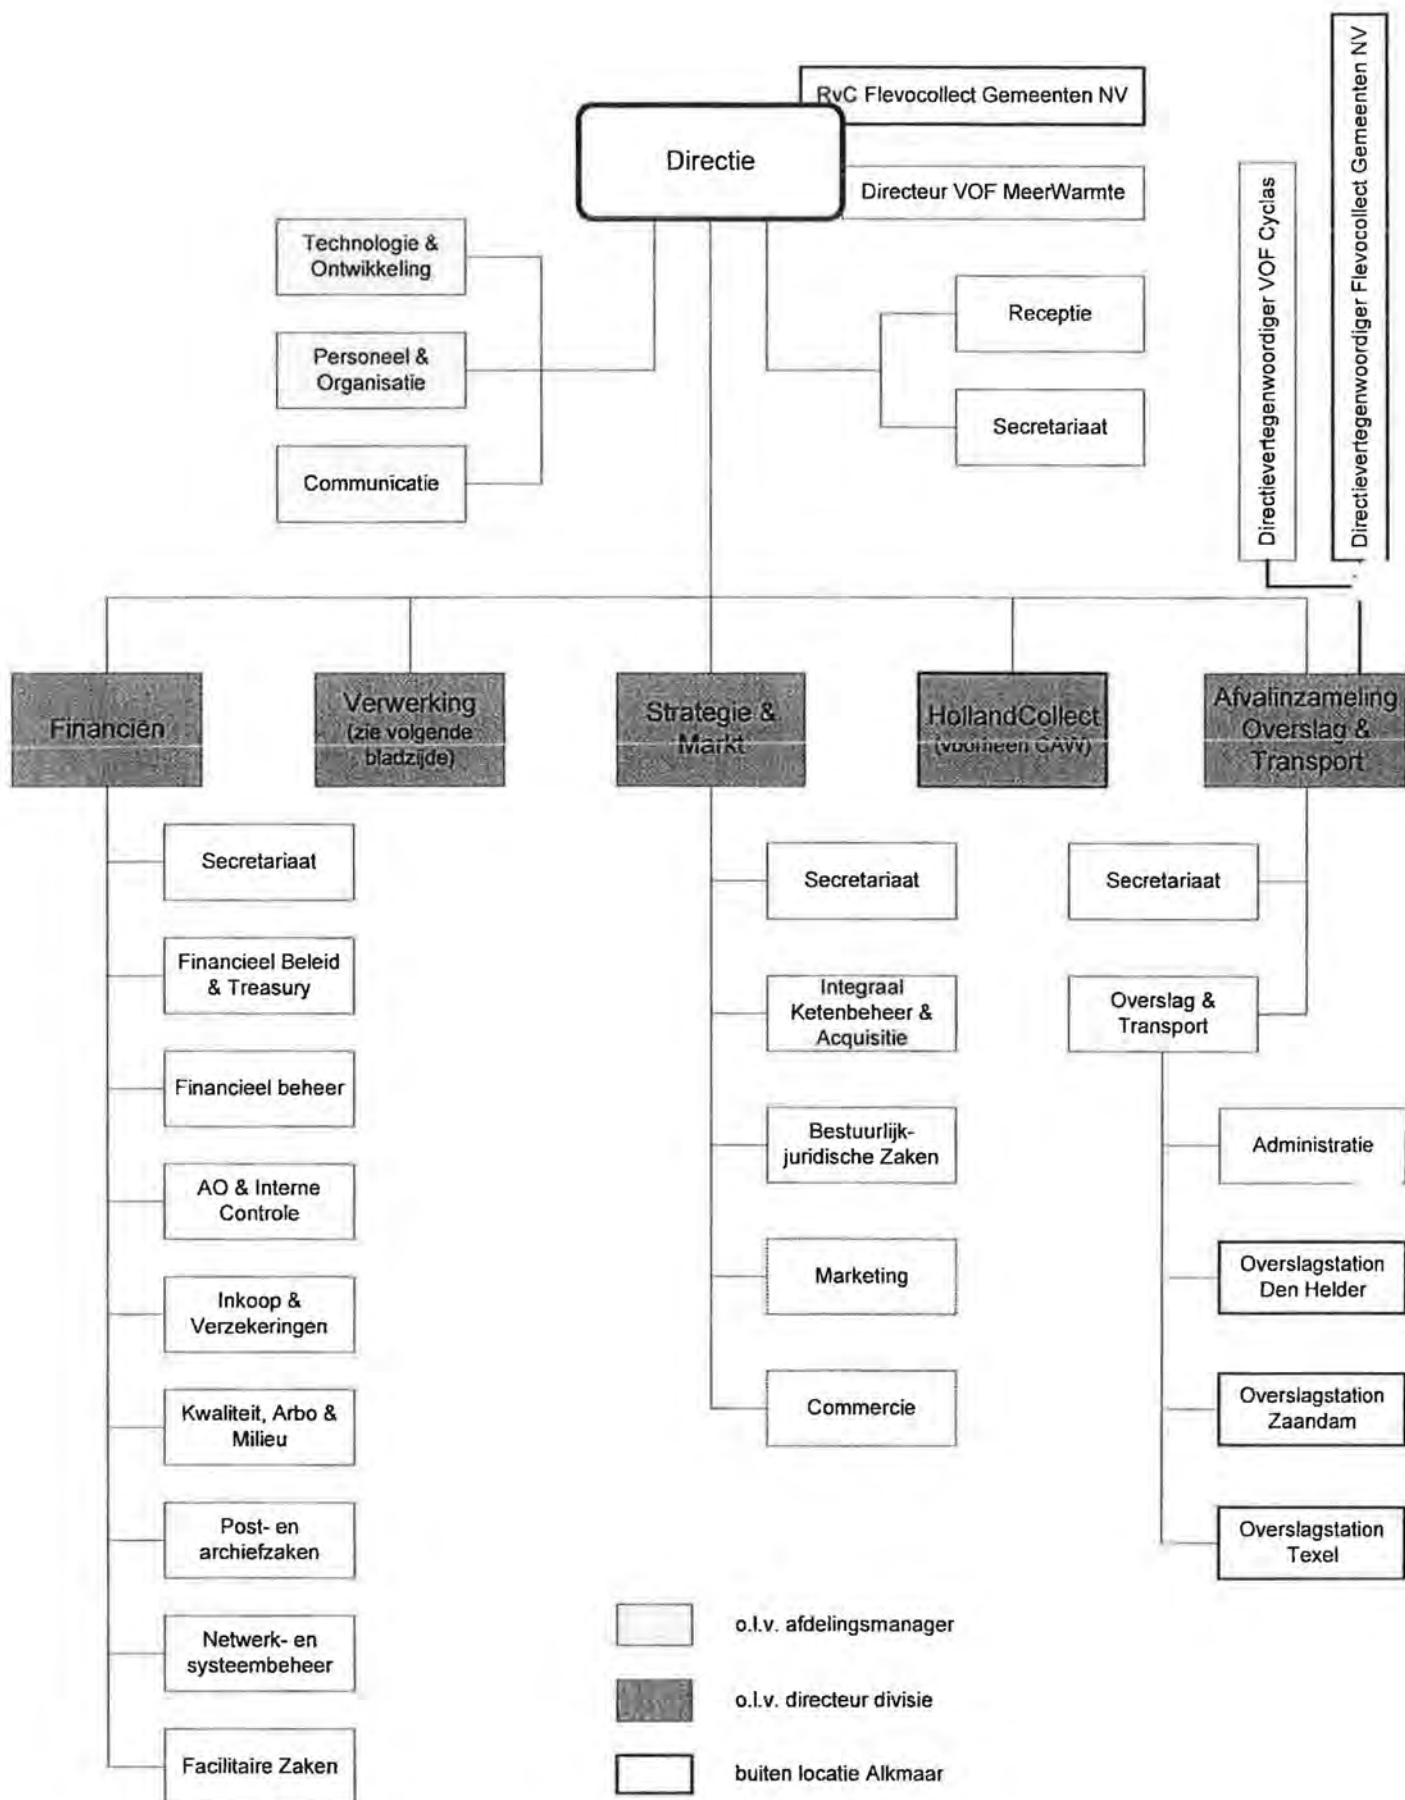 RvC Flevocollect Gemeenten NV
Directie
Directeur VOF MeerWarmte
Directievertegenwoordiger VOF Cyclas
Directievertegenwoordiger Flevocollect Gemeenten NV
Technologie &
Ontwikkeling
Personeel &
Organisatie
Communicatie
Receptie
Secretariaat
Financiën
Verwerking
(zie volgende
bladzijde)
Strategie &
Markt
HollandCollect
(voorheen CAW)
Afvalinzameling
Overslag &
Transport
Secretariaat
Financieel Beleid
& Treasury
Financieel beheer
AO & Interne
Controle
Inkoop &
Verzekeringen
Kwaliteit, Arbo &
Milieu
Post- en
archiefzaken
Netwerk- en
systeembeheer
Facilitaire Zaken
Secretariaat
Integraal
Ketenbeheer &
Acquisitie
Bestuurlijk-
juridische Zaken
Marketing
Commercie
Secretariaat
Overslag &
Transport
Administratie
Overslagstation
Den Helder
Overslagstation
Zaandam
Overslagstation
Texel
o.l.v. afdelingsmanager
o.l.v. directeur divisie
buiten locatie Alkmaar